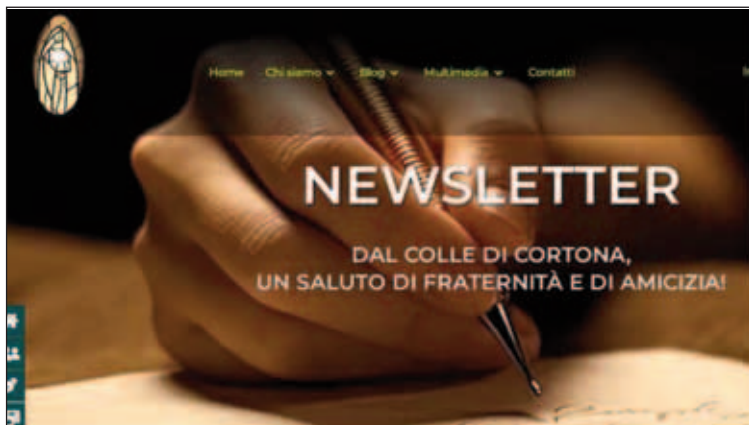 Home Chi siamo Blog Multimedia Contatti
NEWSLETTER
DAL COLLE DI CORTONA,
UN SALUTO DI FRATERNITÀ E DI AMICIZIA!